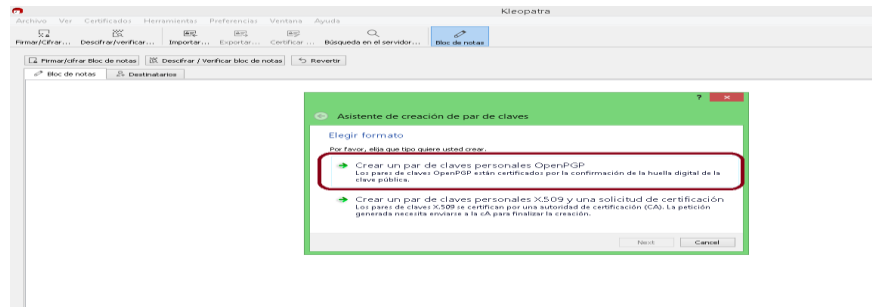 Kleopatra
Archivo Ver Certificados Herramientas Preferencias Ventana Ayuda
Firmar/Cifrar... Descifrar/verificar... Importar... Exportar... Certificar ... Búsqueda en el servidor... Bloc de notas
Firmar/cifrar Bloc de notas Descifrar / Verificar bloc de notas Revertir
Bloc de notas Destinatarios
Asistente de creación de par de claves
Elegir formato
Por favor, elija que tipo quiere usted crear.
Crear un par de claves personales OpenPGP
Los pares de claves OpenPGP están certificados por la confirmación de la huella digital de la
clave pública.
Crear un par de claves personales X.509 y una solicitud de certificación
Los pares de claves X.509 se certifican por una autoridad de certificación (CA). La petición
generada necesita enviarse a la cA para finalizar la creación.
Next Cancel